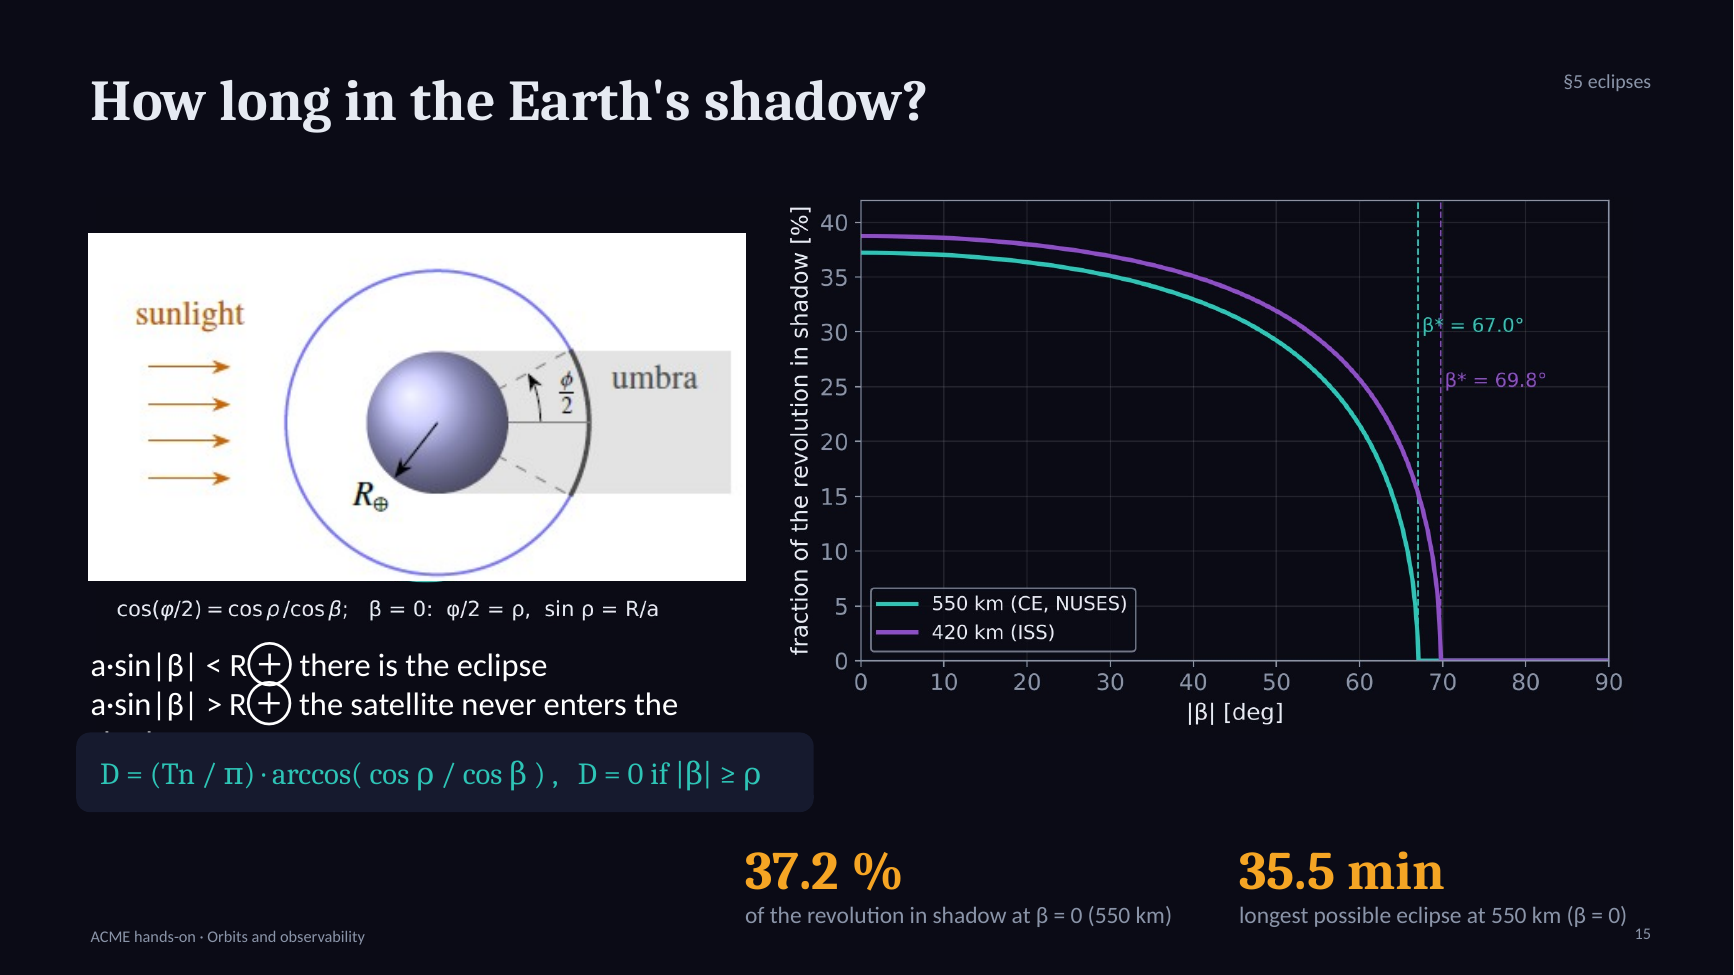 How long in the Earth's shadow?
§5 eclipses
sunlight
umbra
ϕ
2
R⊕
cos(φ/2) = cos ρ/cos β;   β = 0:  φ/2 = ρ,  sin ρ = R/a
a·sin|β| < R⊕ there is the eclipse
a·sin|β| > R⊕ the satellite never enters the
D = (Tn / π) · arccos( cos ρ / cos β ) ,   D = 0 if |β| ≥ ρ
fraction of the revolution in shadow [%]
40
35
30
25
20
15
10
5
0
β* = 67.0°
β* = 69.8°
550 km (CE, NUSES)
420 km (ISS)
0 10 20 30 40 50 60 70 80 90
|β| [deg]
37.2 %
of the revolution in shadow at β = 0 (550 km)
35.5 min
longest possible eclipse at 550 km (β = 0)
ACME hands-on · Orbits and observability
15